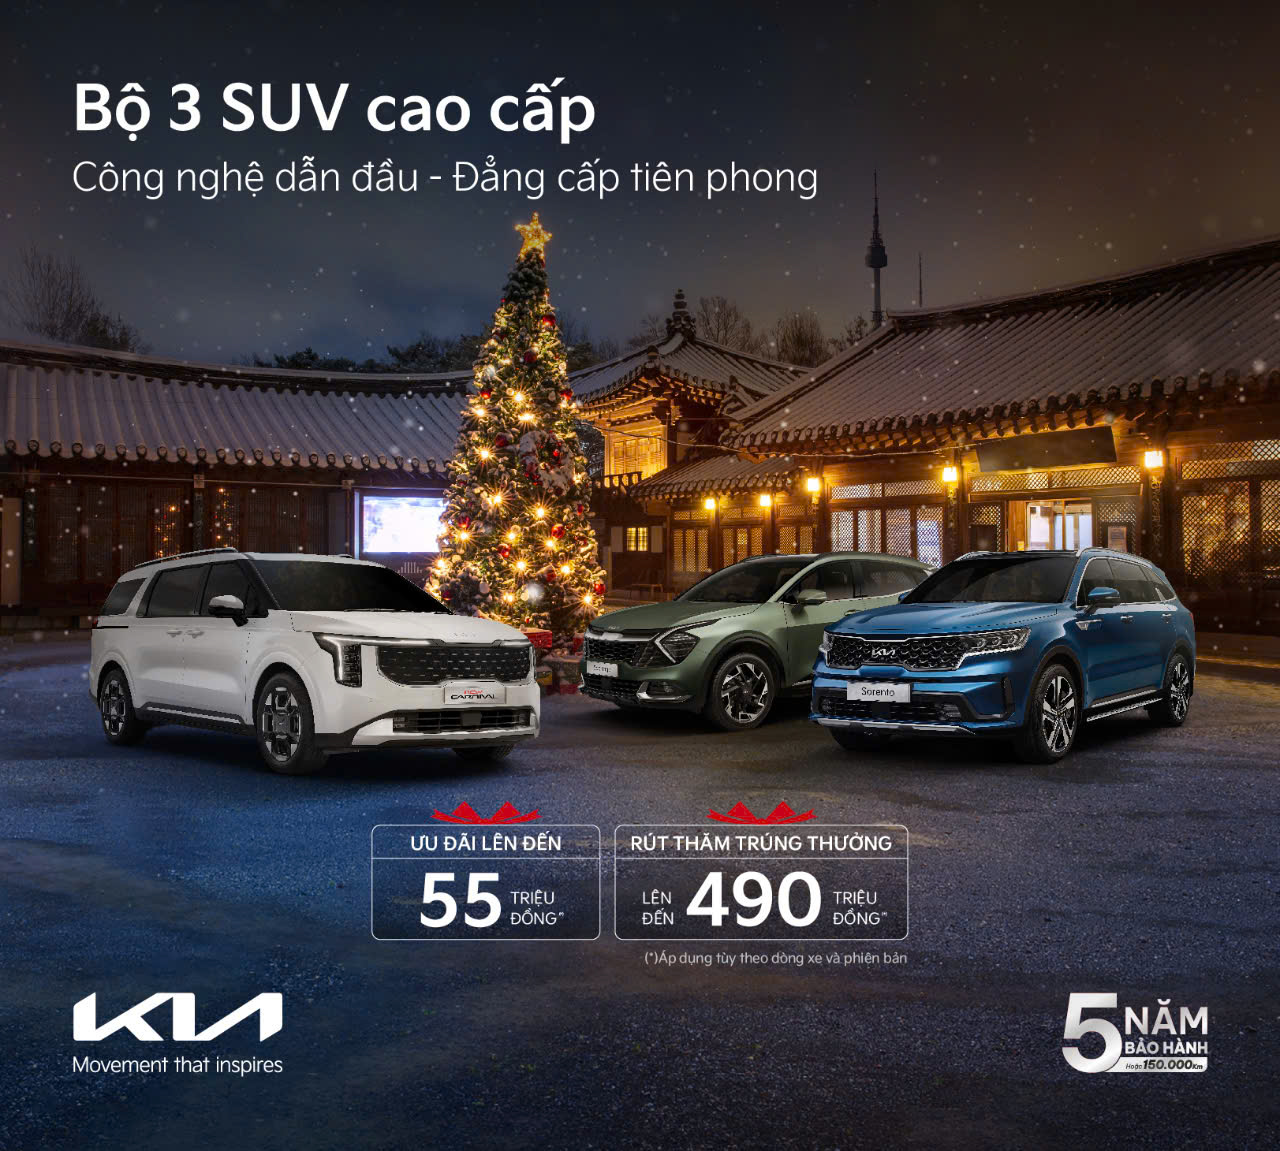 Bộ 3 SUV cao cấp
Công nghệ dẫn đầu - Đẳng cấp tiên phong
CARNIVAL
Sorento
ƯU ĐÃI LÊN ĐẾN
55 TRIỆU ĐỒNG*
RÚT THĂM TRÚNG THƯỞNG
LÊN ĐẾN 490 TRIỆU ĐỒNG*
(*)Áp dụng tùy theo dòng xe và phiên bản
KIA
Movement that inspires
5 NĂM
BẢO HÀNH
Hoặc 150.000Km